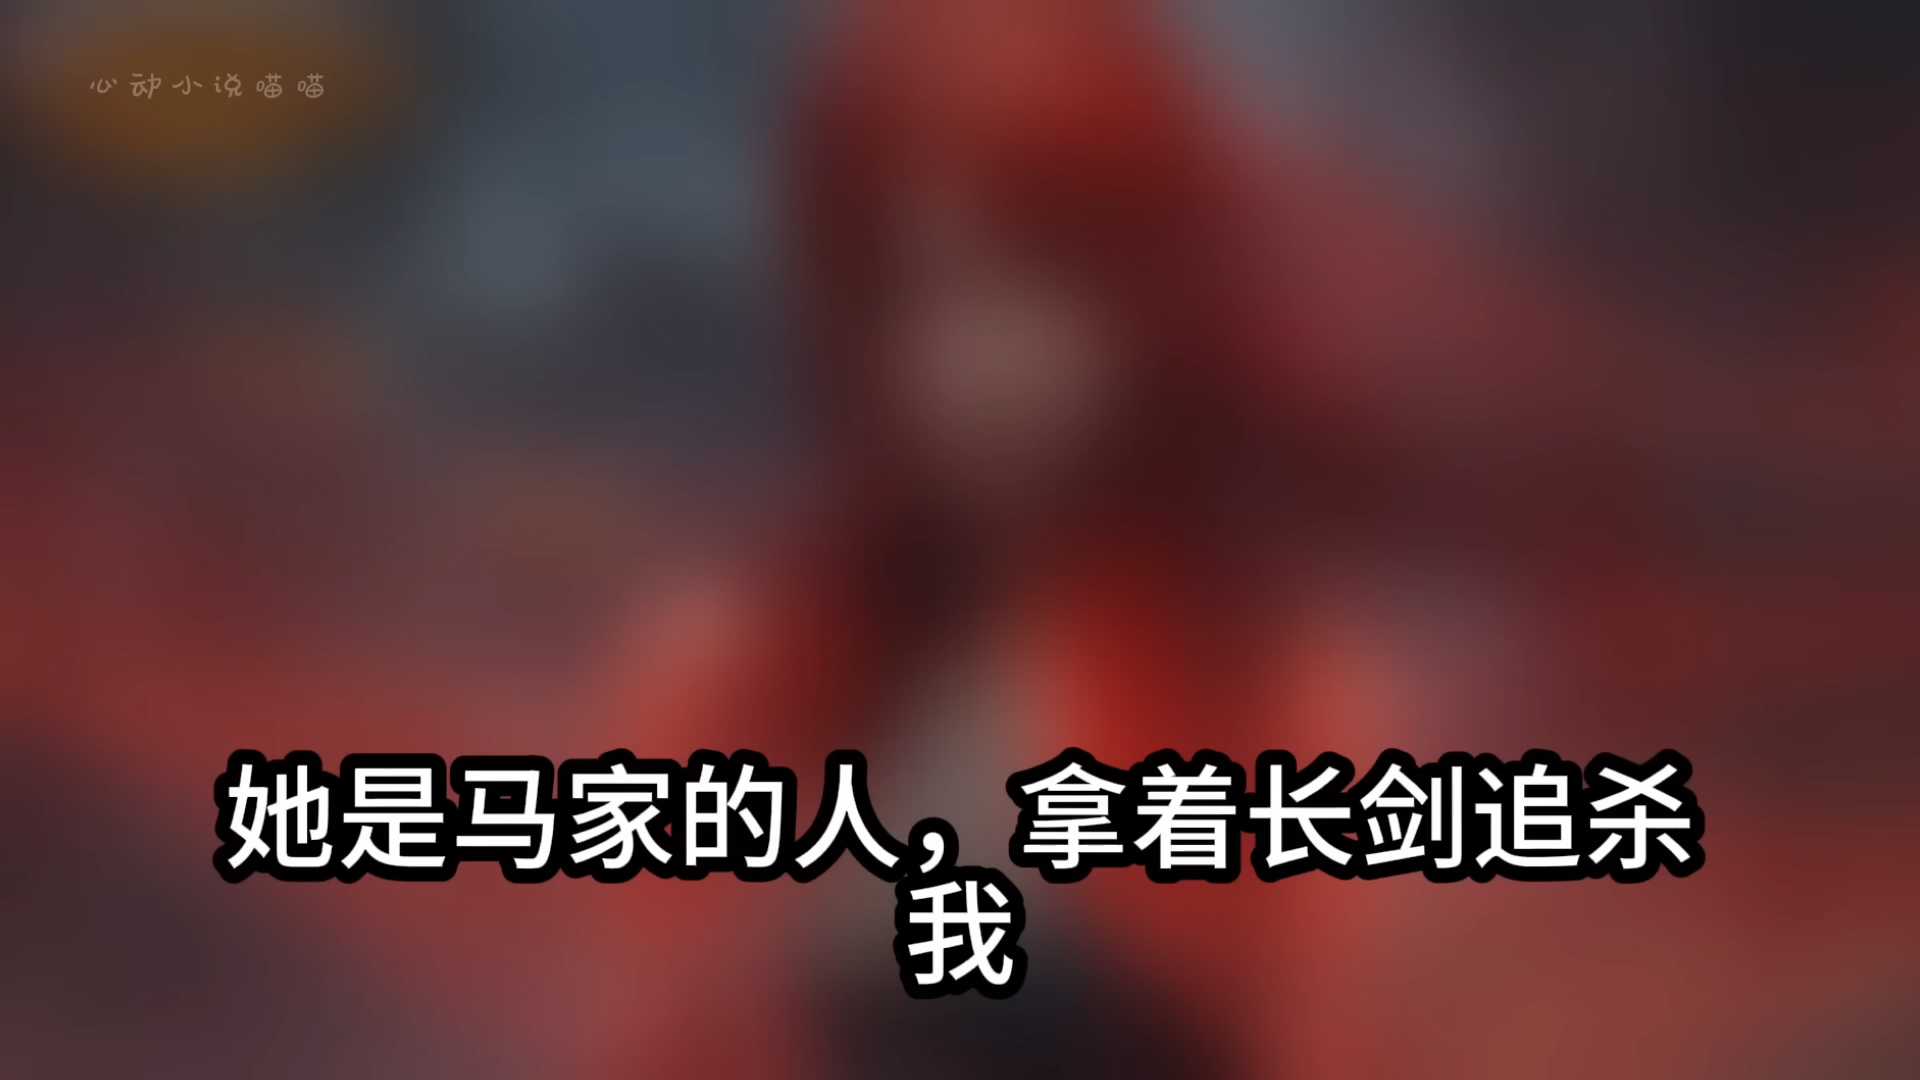 心动小说喵喵
她是马家的人，拿着长剑追杀
我